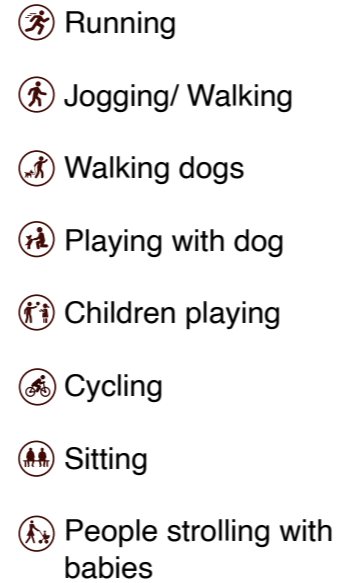 Running
Jogging/ Walking
Walking dogs
Playing with dog
Children playing
Cycling
Sitting
People strolling with
babies